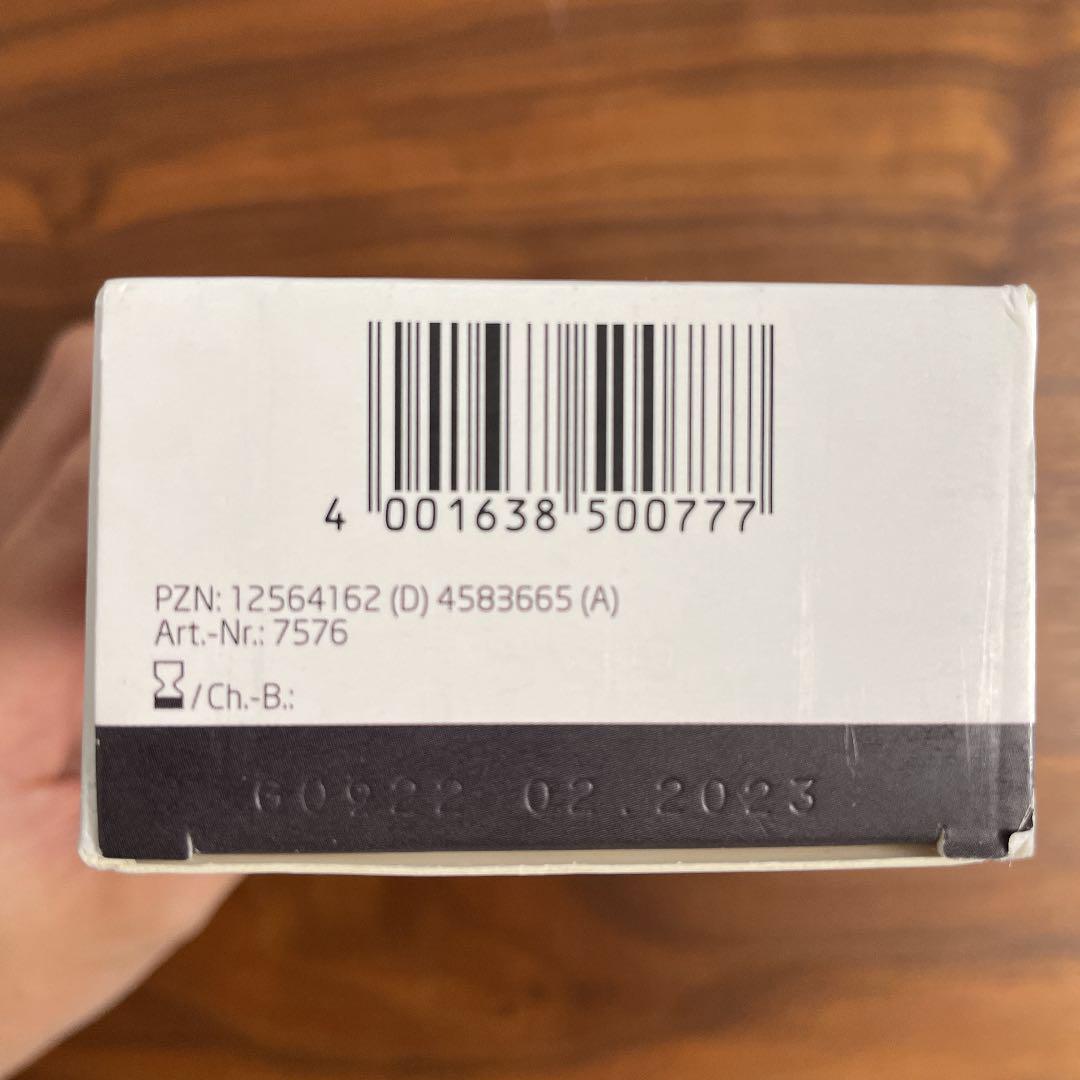 4 001638 500777
PZN: 12564162 (D) 4583665 (A)
Art.-Nr.: 7576
/Ch.-B.:
G0922 02.2023